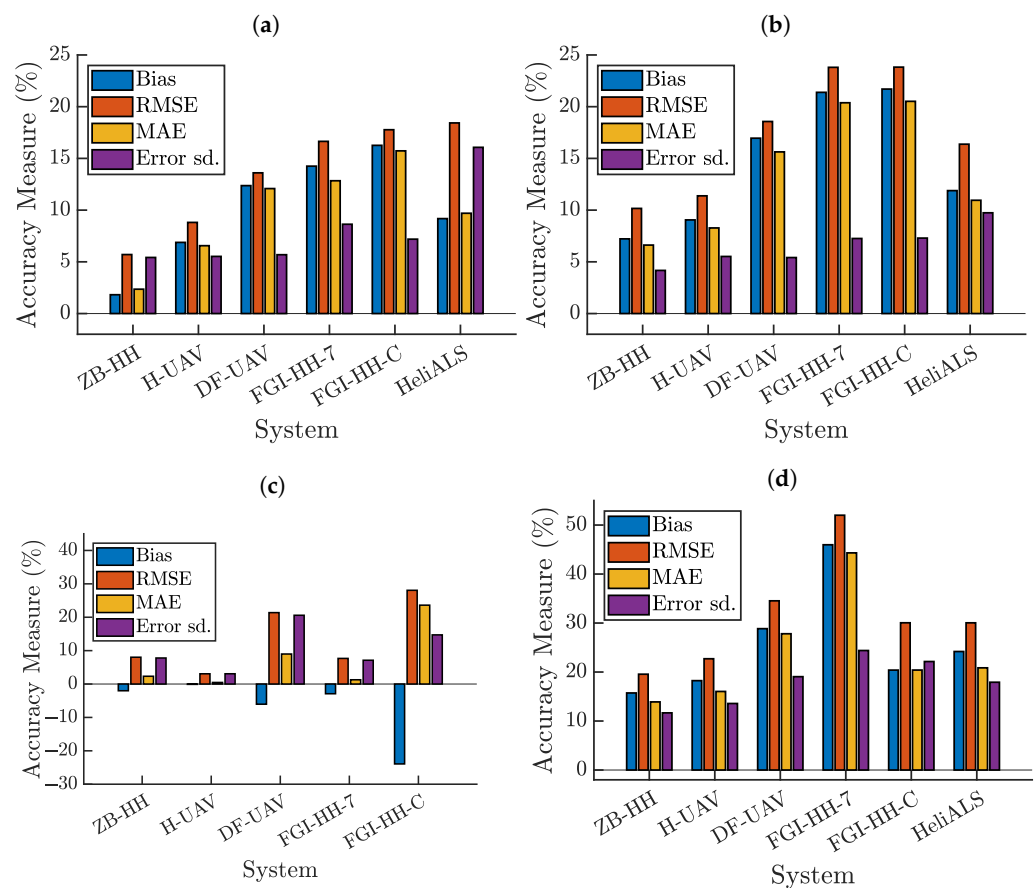 (a)
Accuracy Measure (%)
25
20
15
10
5
0
Bias
RMSE
MAE
Error sd.
ZB-HH
H-UAV
DF-UAV
FGI-HH-7
FGI-HH-C
HeliALS
System
(b)
Accuracy Measure (%)
25
20
15
10
5
0
Bias
RMSE
MAE
Error sd.
ZB-HH
H-UAV
DF-UAV
FGI-HH-7
FGI-HH-C
HeliALS
System
(c)
Accuracy Measure (%)
40
30
20
10
0
−10
−20
−30
Bias
RMSE
MAE
Error sd.
ZB-HH
H-UAV
DF-UAV
FGI-HH-7
FGI-HH-C
System
(d)
Accuracy Measure (%)
50
40
30
20
10
0
Bias
RMSE
MAE
Error sd.
ZB-HH
H-UAV
DF-UAV
FGI-HH-7
FGI-HH-C
HeliALS
System